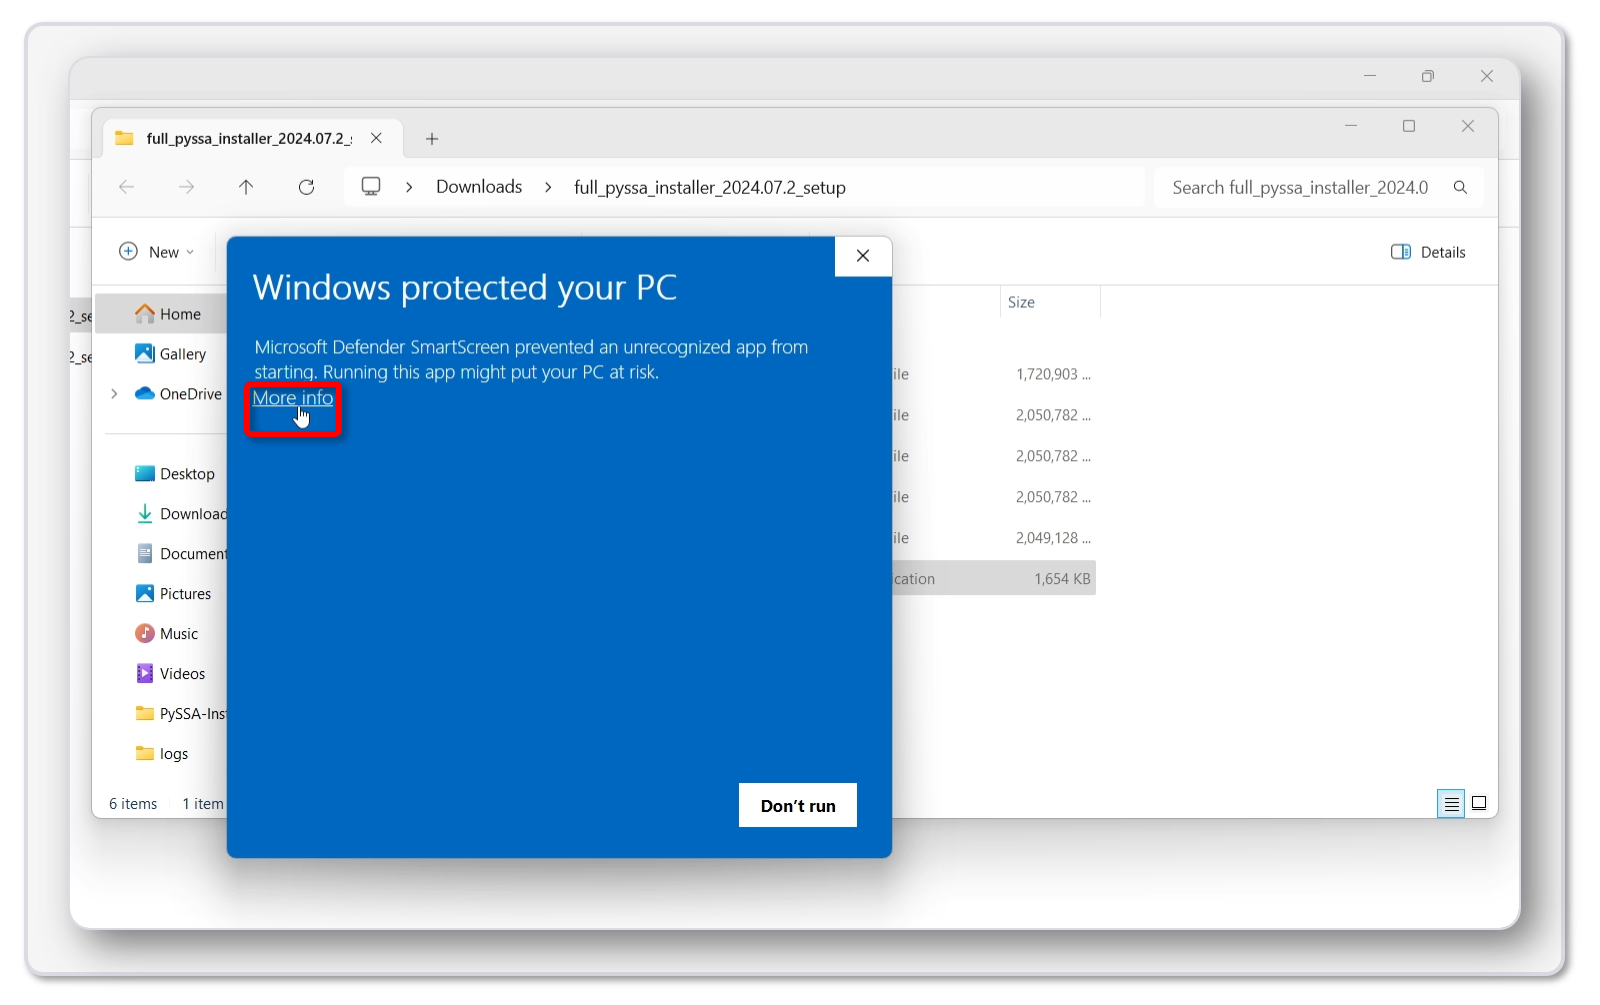 full_pyssa_installer_2024.07.2_
Downloads
full_pyssa_installer_2024.07.2_setup
Search full_pyssa_installer_2024.0
New
Details
Windows protected your PC
Microsoft Defender SmartScreen prevented an unrecognized app from
starting. Running this app might put your PC at risk.
More info
Don't run
Size
2_se
2_se
Home
Gallery
OneDrive
Desktop
Download
Document
Pictures
Music
Videos
PySSA-Inst
logs
ile
1,720,903 ...
ile
2,050,782 ...
ile
2,050,782 ...
ile
2,050,782 ...
ile
2,049,128 ...
ication
1,654 KB
6 items
1 item